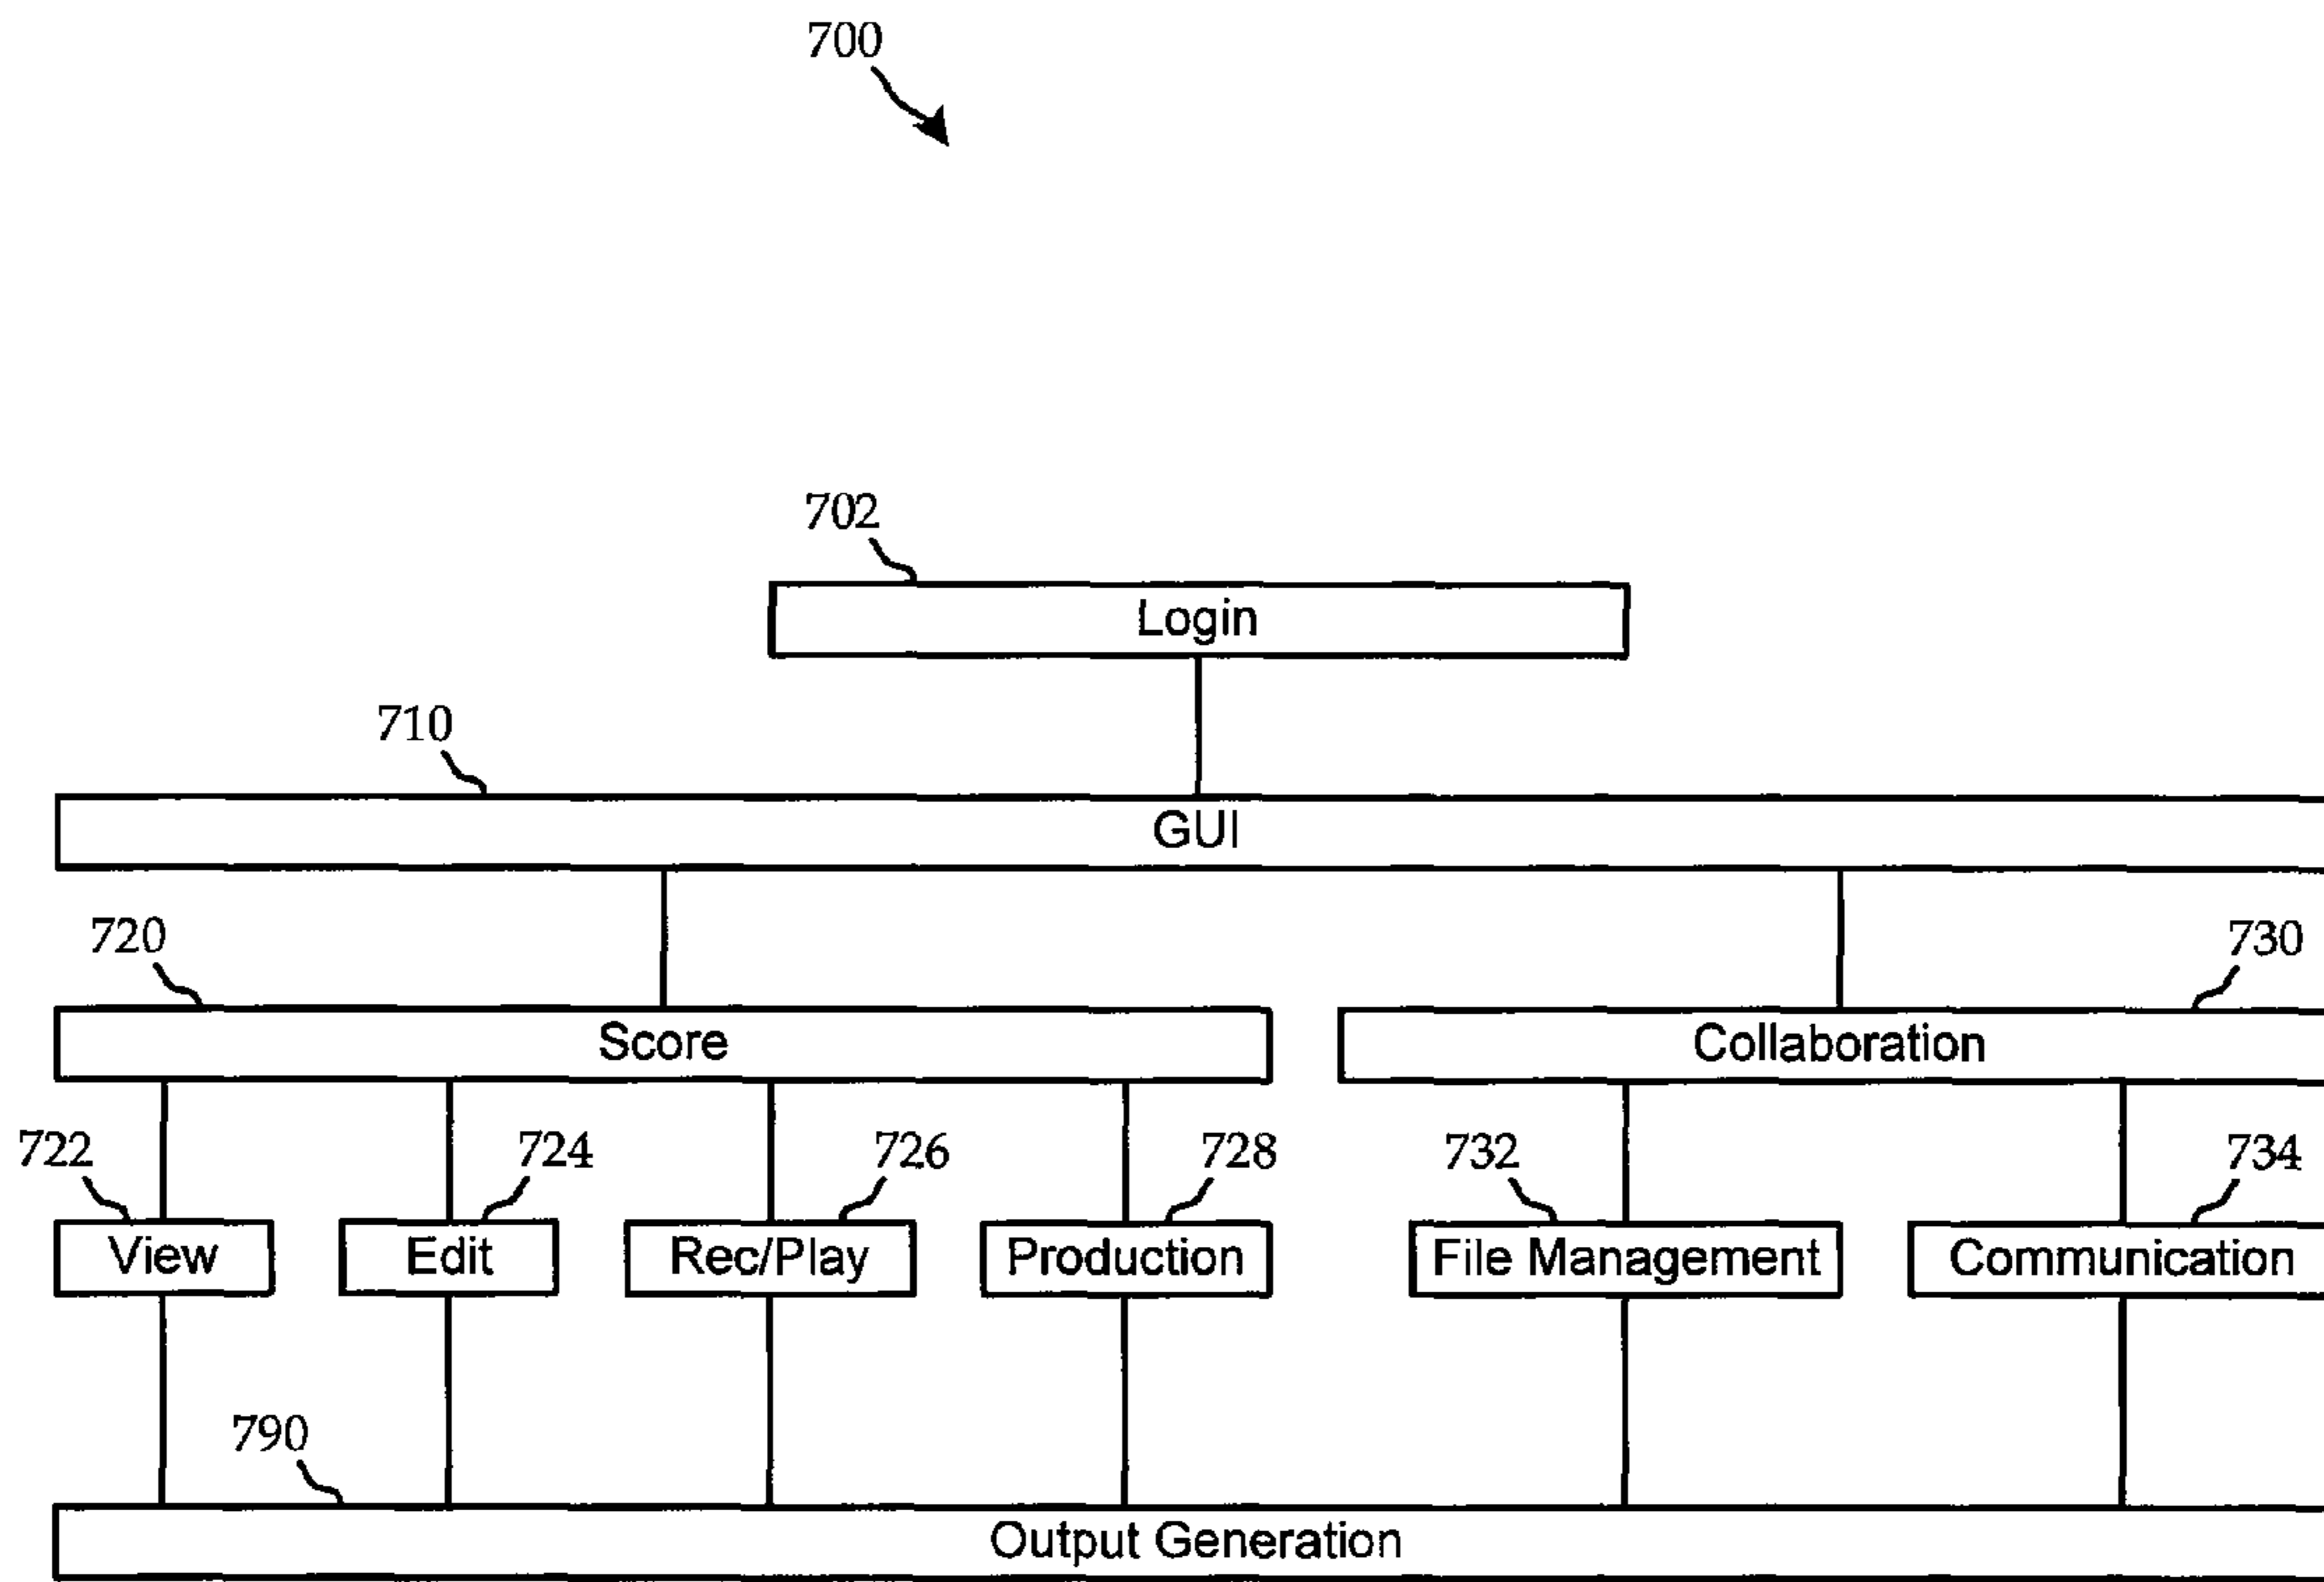 700
702
Login
710
GUI
720
730
Score
Collaboration
722
724
726
728
732
734
View
Edit
Rec/Play
Production
File Management
Communication
790
Output Generation